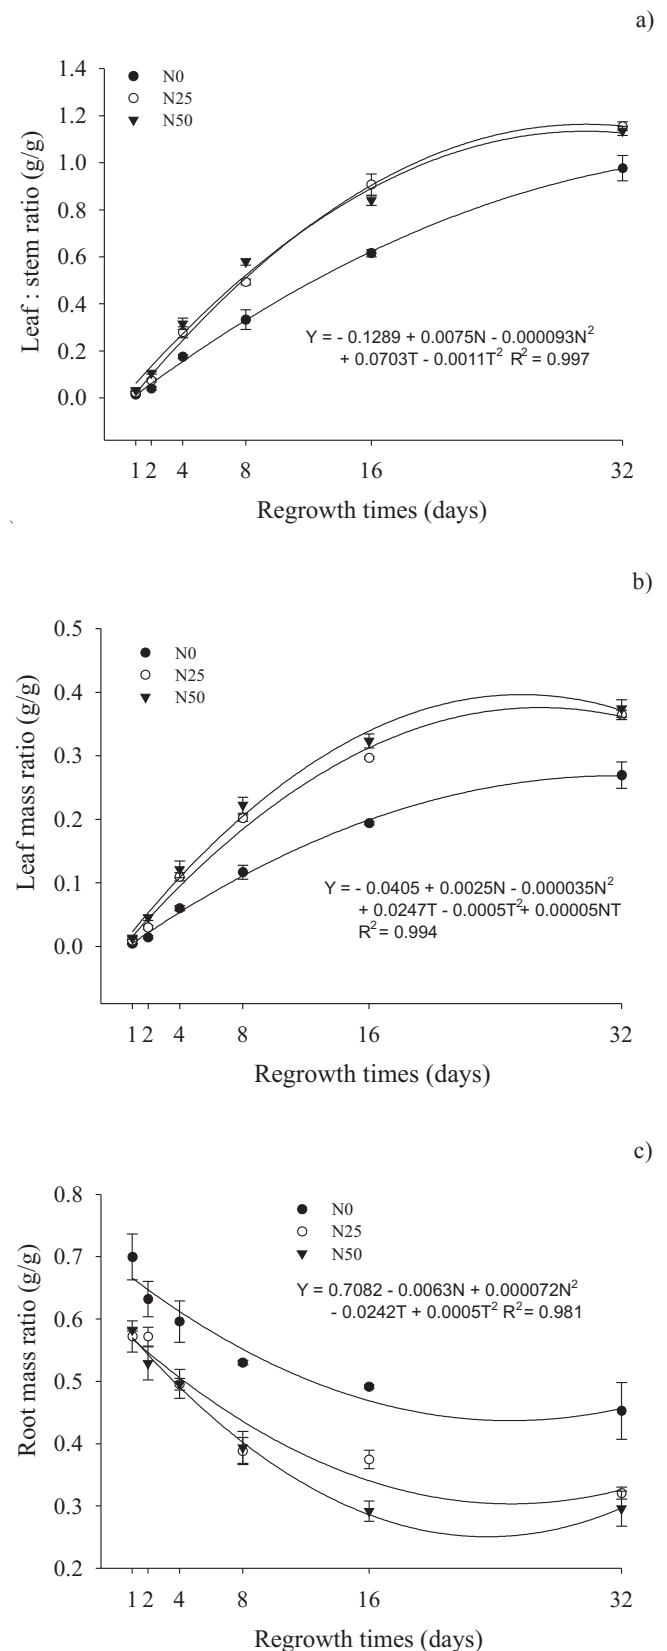 a)
1.4
1.2
1.0
0.8
0.6
0.4
0.2
0.0
Leaf : stem ratio (g/g)
N0
N25
N50
Y = - 0.1289 + 0.0075N - 0.000093N²
+ 0.0703T - 0.0011T² R² = 0.997
1 2 4 8 16 32
Regrowth times (days)
b)
0.5
0.4
0.3
0.2
0.1
0.0
Leaf mass ratio (g/g)
N0
N25
N50
Y = - 0.0405 + 0.0025N - 0.000035N²
+ 0.0247T - 0.0005T²+ 0.00005NT
R² = 0.994
1 2 4 8 16 32
Regrowth times (days)
c)
0.8
0.7
0.6
0.5
0.4
0.3
0.2
Root mass ratio (g/g)
N0
N25
N50
Y = 0.7082 - 0.0063N + 0.000072N²
- 0.0242T + 0.0005T² R² = 0.981
1 2 4 8 16 32
Regrowth times (days)